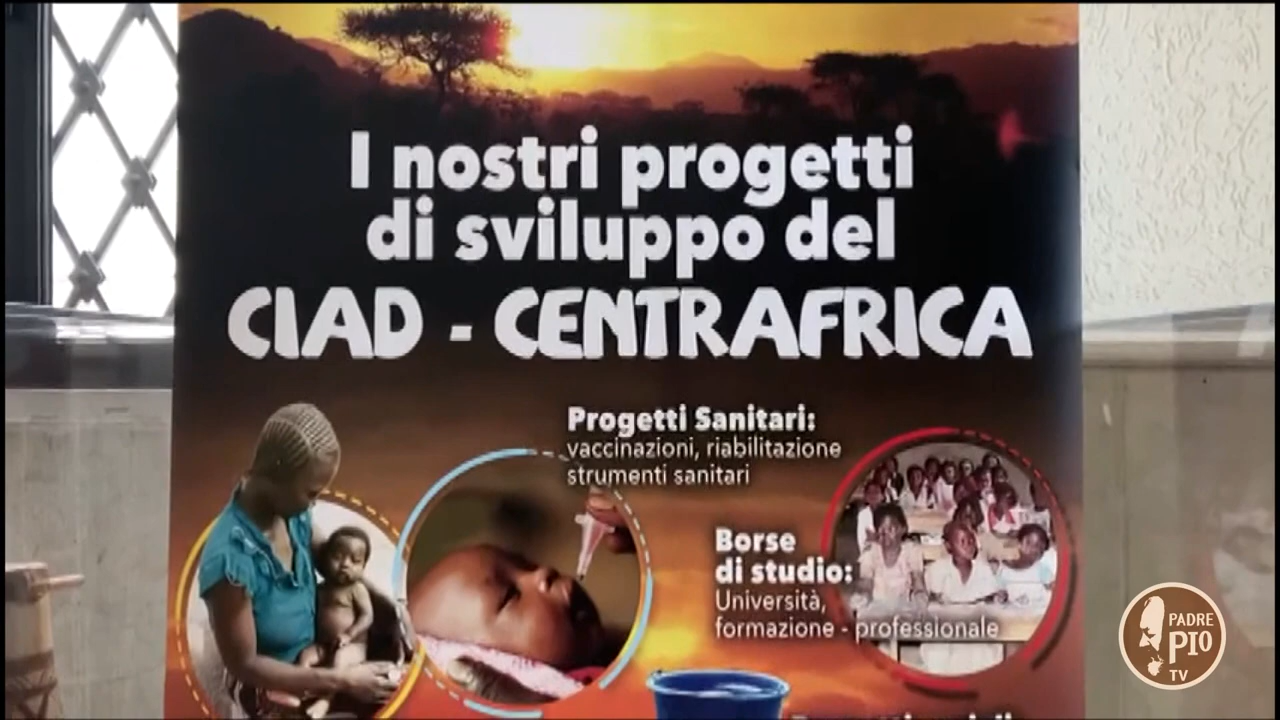 I nostri progetti
di sviluppo del
CIAD - CENTRAFRICA
Progetti Sanitari:
vaccinazioni, riabilitazione
strumenti sanitari
Borse
di studio:
Università,
formazione - professionale
PADRE
PIO
TV